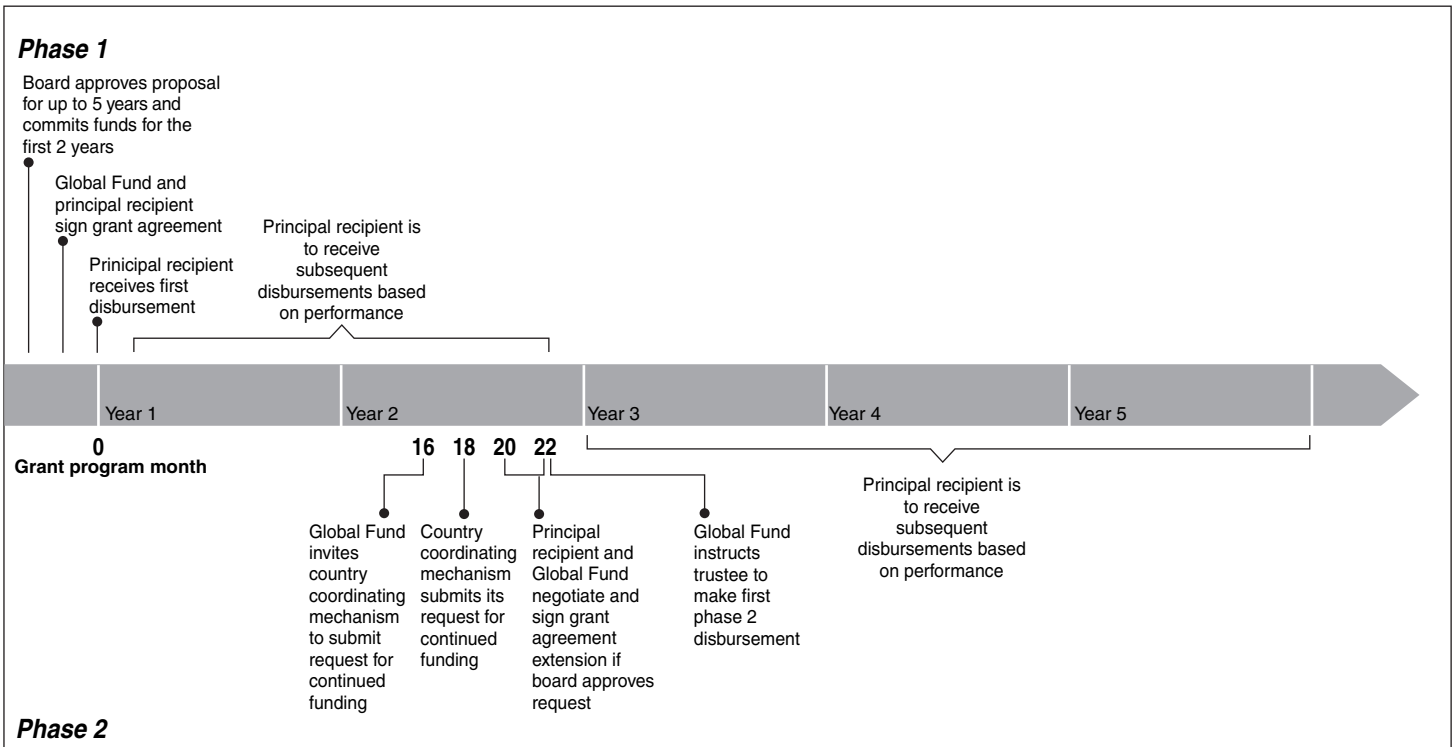 Phase 1
Board approves proposal
for up to 5 years and
commits funds for the
first 2 years
Global Fund and
principal recipient
sign grant agreement
Prinicipal recipient
receives first
disbursement
Principal recipient is
to receive
subsequent
disbursements based
on performance
Year 1
Year 2
Year 3
Year 4
Year 5
0
Grant program month
16
18
20
22
Global Fund
invites
country
coordinating
mechanism
to submit
request for
continued
funding
Country
coordinating
mechanism
submits its
request for
continued
funding
Principal
recipient and
Global Fund
negotiate and
sign grant
agreement
extension if
board approves
request
Global Fund
instructs
trustee to
make first
phase 2
disbursement
Principal recipient is
to receive
subsequent
disbursements based
on performance
Phase 2